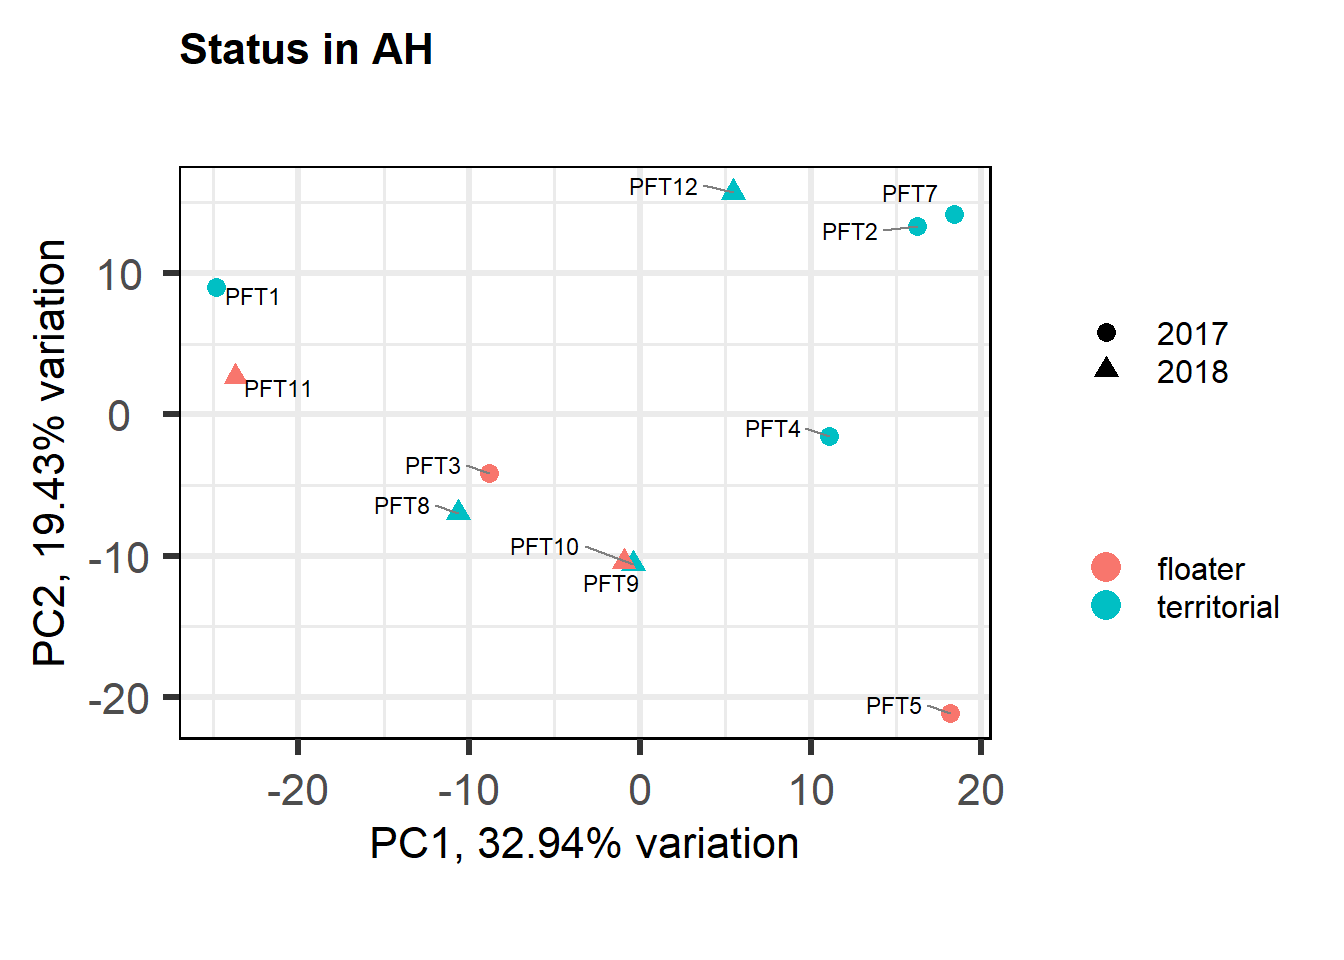 Status in AH
PFT12
PFT7
PFT2
PFT1
PFT11
PFT4
PFT3
PFT8
PFT10
PFT9
PFT5
10
0
-10
-20
PC2, 19.43% variation
-20
-10
0
10
20
PC1, 32.94% variation
2017
2018
floater
territorial